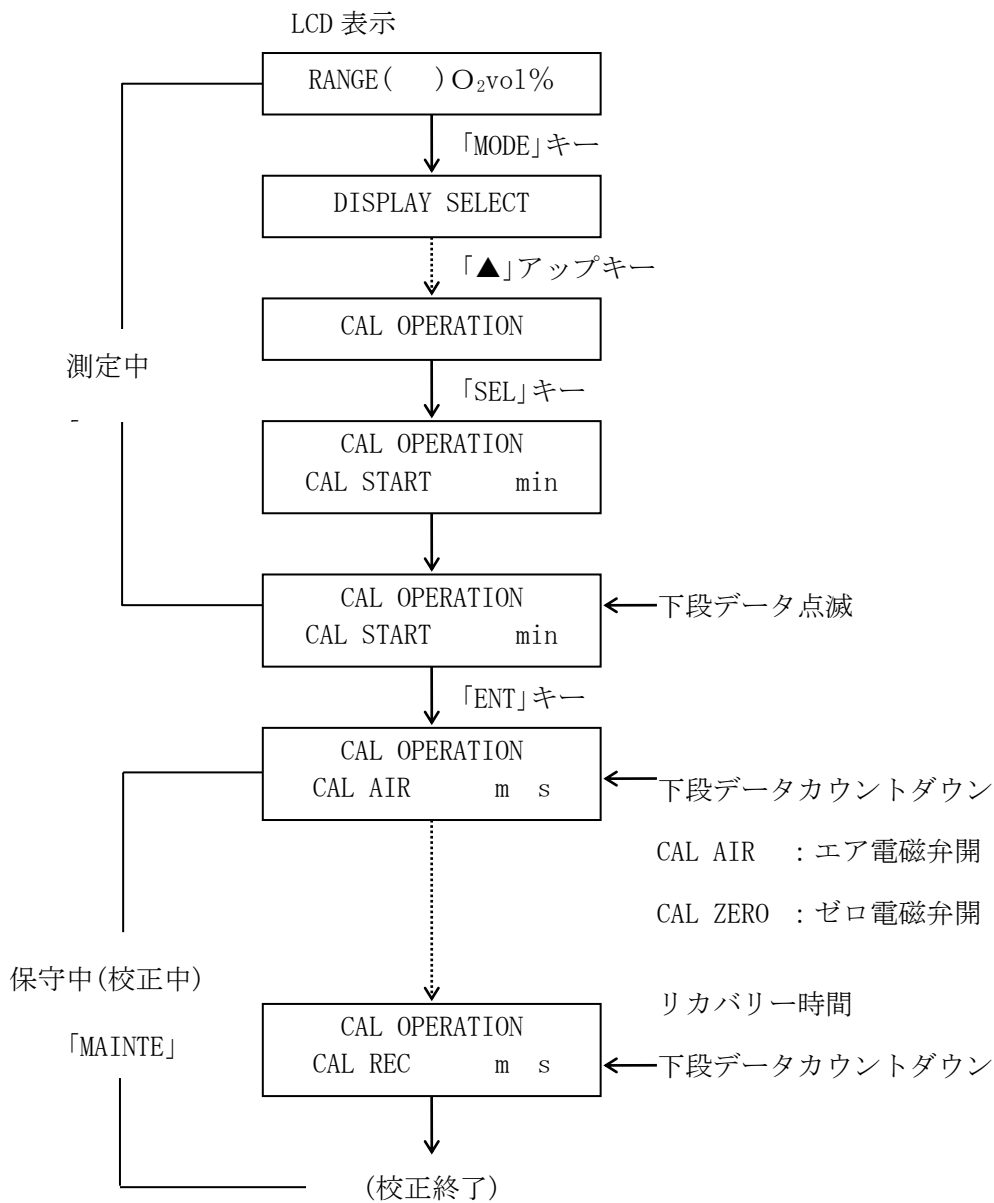 LCD 表示
RANGE(   )O₂vol%
「MODE」キー
DISPLAY SELECT
「▲」アップキー
CAL OPERATION
測定中
「SEL」キー
CAL OPERATION
CAL START   min
CAL OPERATION
CAL START   min
下段データ点滅
「ENT」キー
CAL OPERATION
CAL AIR   m s
下段データカウントダウン
CAL AIR ：エア電磁弁開
CAL ZERO ：ゼロ電磁弁開
保守中(校正中)
「MAINTE」
リカバリー時間
CAL OPERATION
CAL REC   m s
下段データカウントダウン
(校正終了)